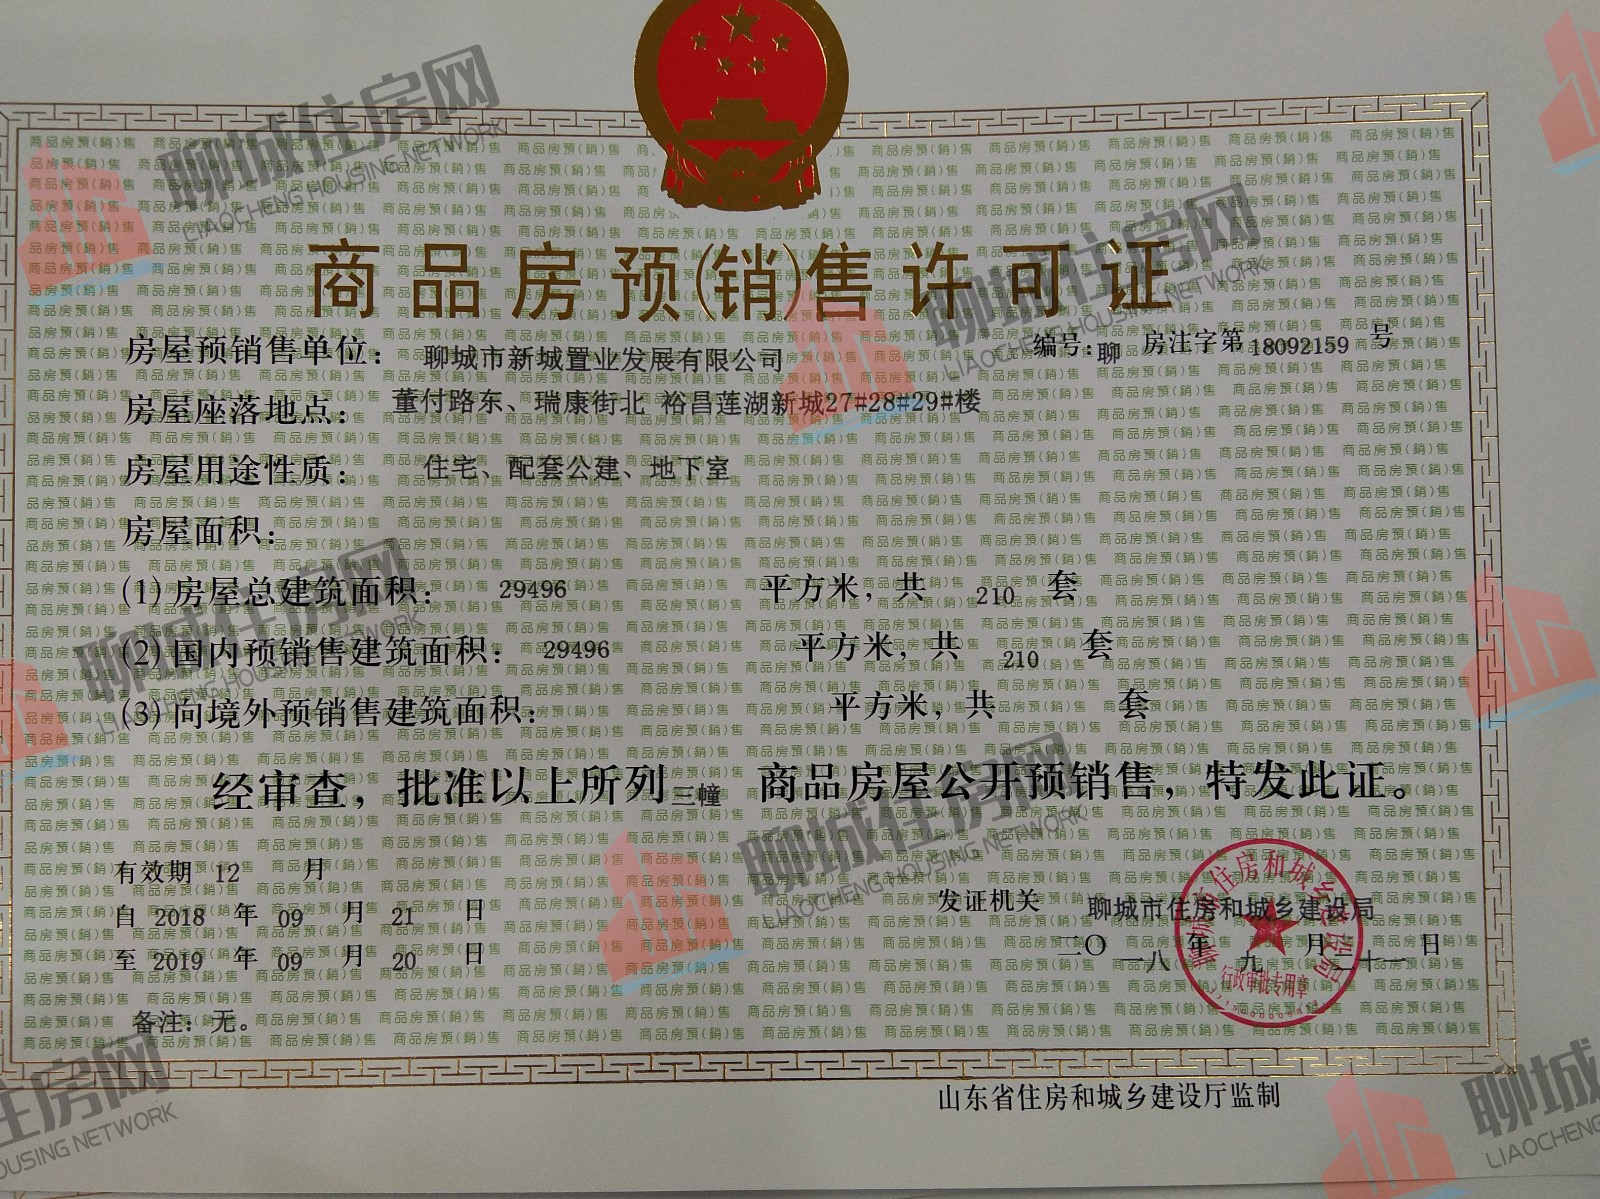 商品房预(销)售许可证
编号:聊 房注字第 18092159 号
房屋预销售单位: 聊城市新城置业发展有限公司
房屋座落地点: 董付路东、瑞康街北 裕昌莲湖新城27#28#29#楼
房屋用途性质: 住宅、配套公建、地下室
房屋面积:
(1)房屋总建筑面积: 29496 平方米,共 210 套
(2)国内预销售建筑面积: 29496 平方米,共 210 套
(3)向境外预销售建筑面积: 平方米,共 套
经审查,批准以上所列 三幢 商品房屋公开预销售,特发此证。
有效期 12 月
自 2018 年 09 月 21 日
至 2019 年 09 月 20 日
备注:无。
发证机关 聊城市住房和城乡建设局
二〇一八 年 九 月 二十一 日
行政审批专用章
山东省住房和城乡建设厅监制
聊城住房网
LIAOCHENG HOUSING NETWORK